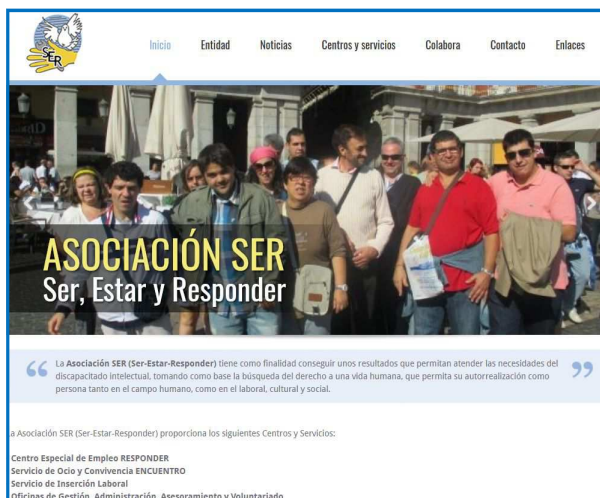 SER
Inicio Entidad Noticias Centros y servicios Colabora Contacto Enlaces
ASOCIACIÓN SER
Ser, Estar y Responder
La Asociación SER (Ser-Estar-Responder) tiene como finalidad conseguir unos resultados que permitan atender las necesidades del
discapacitado intelectual, tomando como base la búsqueda del derecho a una vida humana, que permita su autorrealización como
persona tanto en el campo humano, como en el laboral, cultural y social.
a Asociación SER (Ser-Estar-Responder) proporciona los siguientes Centros y Servicios:
Centro Especial de Empleo RESPONDER
Servicio de Ocio y Convivencia ENCUENTRO
Servicio de Inserción Laboral
Oficinas de Gestión, Administración, Asesoramiento y Voluntariado